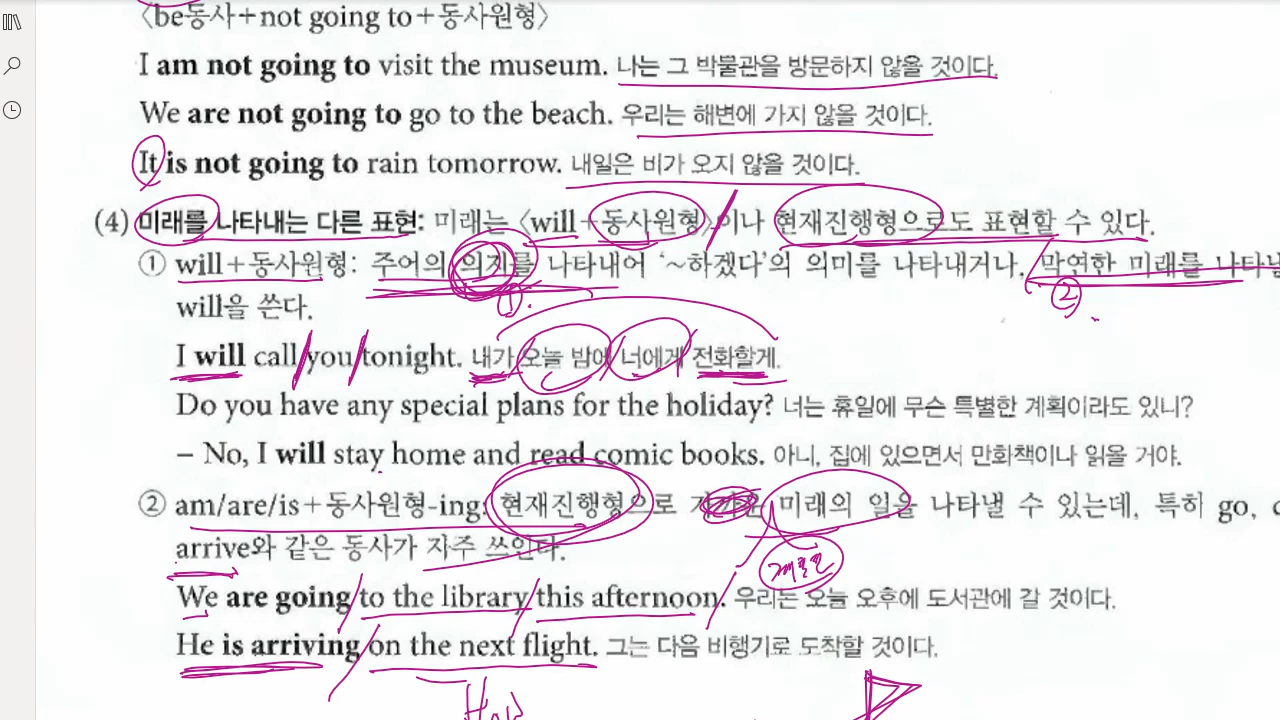 〈be동사+not going to+동사원형〉
I am not going to visit the museum. 나는 그 박물관을 방문하지 않을 것이다.
We are not going to go to the beach. 우리는 해변에 가지 않을 것이다.
It is not going to rain tomorrow. 내일은 비가 오지 않을 것이다.
(4) 미래를 나타내는 다른 표현: 미래는 〈will+동사원형〉이나 현재진행형으로도 표현할 수 있다.
① will+동사원형: 주어의 의지를 나타내어 '~하겠다'의 의미를 나타내거나, 막연한 미래를 나타낼
① ②
will을 쓴다.
I will call you tonight. 내가 오늘 밤에 너에게 전화할게.
Do you have any special plans for the holiday? 너는 휴일에 무슨 특별한 계획이라도 있니?
– No, I will stay home and read comic books. 아니, 집에 있으면서 만화책이나 읽을 거야.
② am/are/is+동사원형-ing: 현재진행형으로 미래의 일을 나타낼 수 있는데, 특히 go,
arrive와 같은 동사가 자주 쓰인다.
We are going to the library this afternoon. 우리는 오늘 오후에 도서관에 갈 것이다.
He is arriving on the next flight. 그는 다음 비행기로 도착할 것이다.